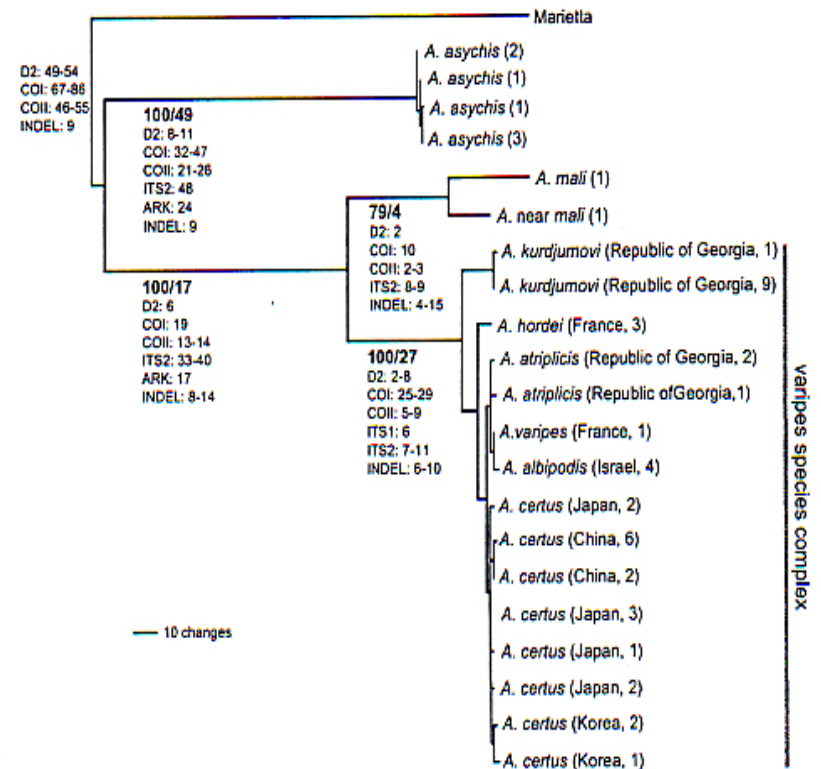 Marietta
A. asychis (2)
A. asychis (1)
A. asychis (1)
A. asychis (3)
D2: 49-54
COI: 67-86
COII: 46-55
INDEL: 9
100/49
D2: 6-11
COI: 32-47
COII: 21-26
ITS2: 48
ARK: 24
INDEL: 9
A. mali (1)
A. near mali (1)
79/4
D2: 2
COI: 10
COII: 2-3
ITS2: 8-9
INDEL: 4-15
100/17
D2: 6
COI: 19
COII: 13-14
ITS2: 33-40
ARK: 17
INDEL: 8-14
A. kurdjumovi (Republic of Georgia, 1)
A. kurdjumovi (Republic of Georgia, 9)
A. hordei (France, 3)
A. atriplicis (Republic of Georgia, 2)
A. atriplicis (Republic ofGeorgia,1)
A.varipes (France, 1)
A. albipodis (Israel, 4)
100/27
D2: 2-8
COI: 25-29
COII: 5-9
ITS1: 6
ITS2: 7-11
INDEL: 6-10
A. certus (Japan, 2)
A. certus (China, 6)
A. certus (China, 2)
A. certus (Japan, 3)
A. certus (Japan, 1)
A. certus (Japan, 2)
A. certus (Korea, 2)
A. certus (Korea, 1)
varipes species complex
10 changes